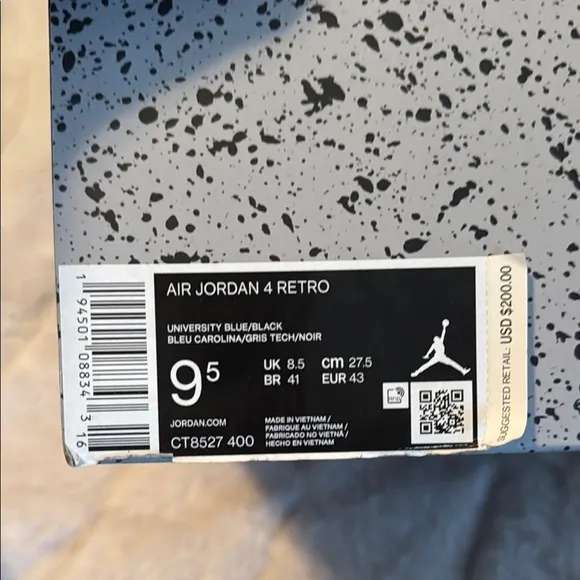 AIR JORDAN 4 RETRO
UNIVERSITY BLUE/BLACK
BLEU CAROLINA/GRIS TECH/NOIR
9 5
UK 8.5 cm 27.5
BR 41 EUR 43
JORDAN.COM
CT8527 400
MADE IN VIETNAM /
FABRIQUE AU VIETNAM /
FABRICADO NO VIETNÃ /
HECHO EN VIETNAM
SUGGESTED RETAIL: USD $200.00
1 94501 08834 3 16